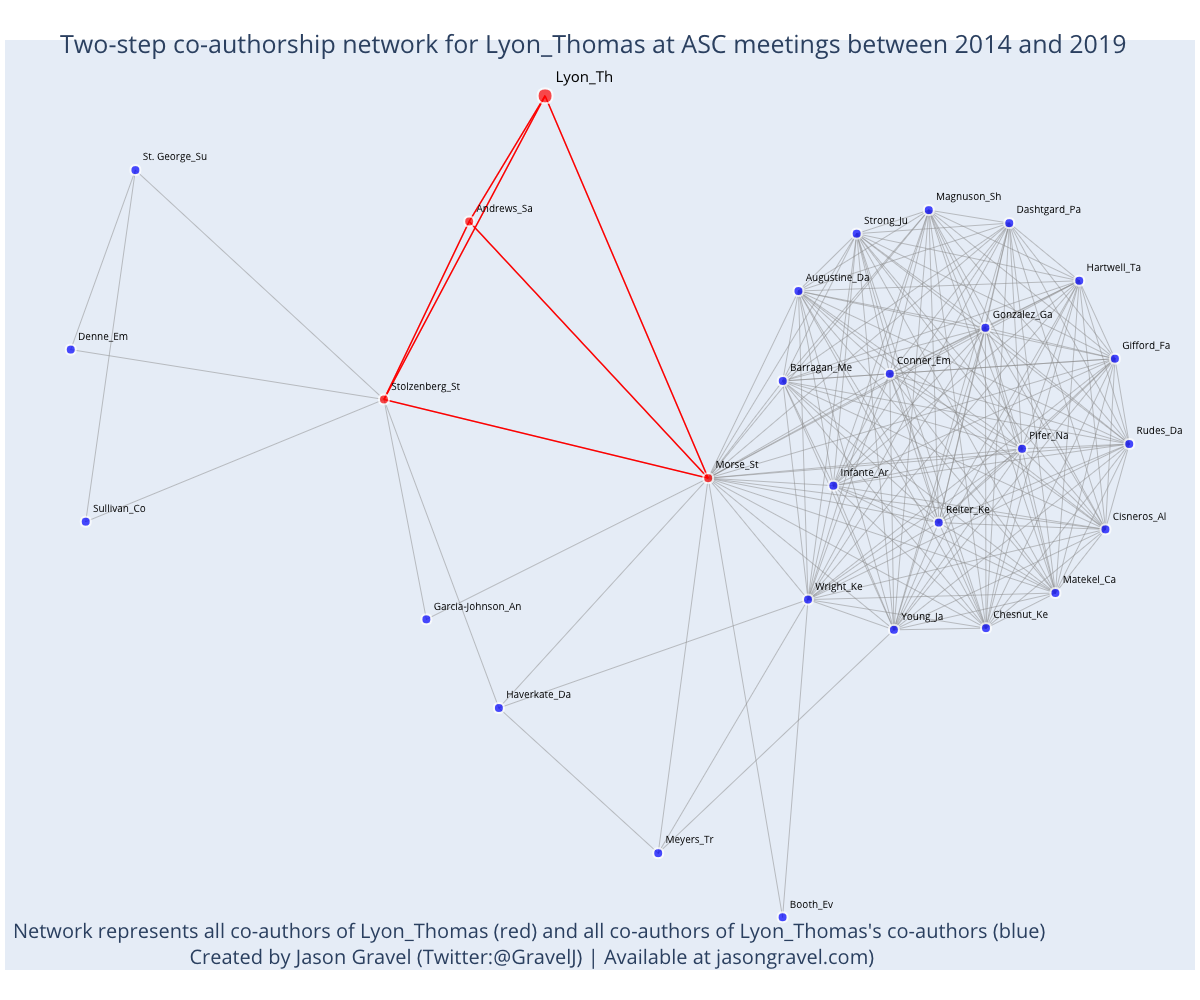 Two-step co-authorship network for Lyon_Thomas at ASC meetings between 2014 and 2019
Lyon_Th
St. George_Su
Andrews_Sa
Magnuson_Sh
Dashtgard_Pa
Strong_Ju
Hartwell_Ta
Augustine_Da
Gonzalez_Ga
Denne_Em
Gifford_Fa
Conner_Em
Barragan_Me
Stolzenberg_St
Rudes_Da
Pifer_Na
Morse_St
Infante_Ar
Sullivan_Co
Reiter_Ke
Cisneros_Al
Matekel_Ca
Wright_Ke
Garcia-Johnson_An
Young_Ja
Chesnut_Ke
Haverkate_Da
Meyers_Tr
Booth_Ev
Network represents all co-authors of Lyon_Thomas (red) and all co-authors of Lyon_Thomas's co-authors (blue)
Created by Jason Gravel (Twitter:@GravelJ) | Available at jasongravel.com)